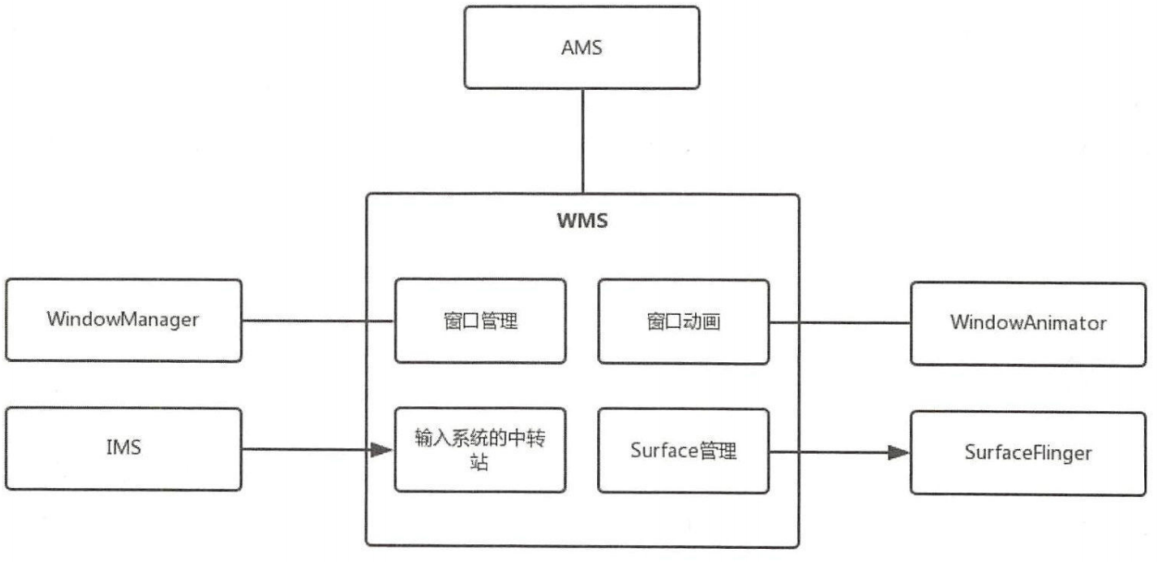 AMS
WMS
WindowManager
窗口管理
窗口动画
WindowAnimator
IMS
输入系统的中转
站
Surface管理
SurfaceFlinger